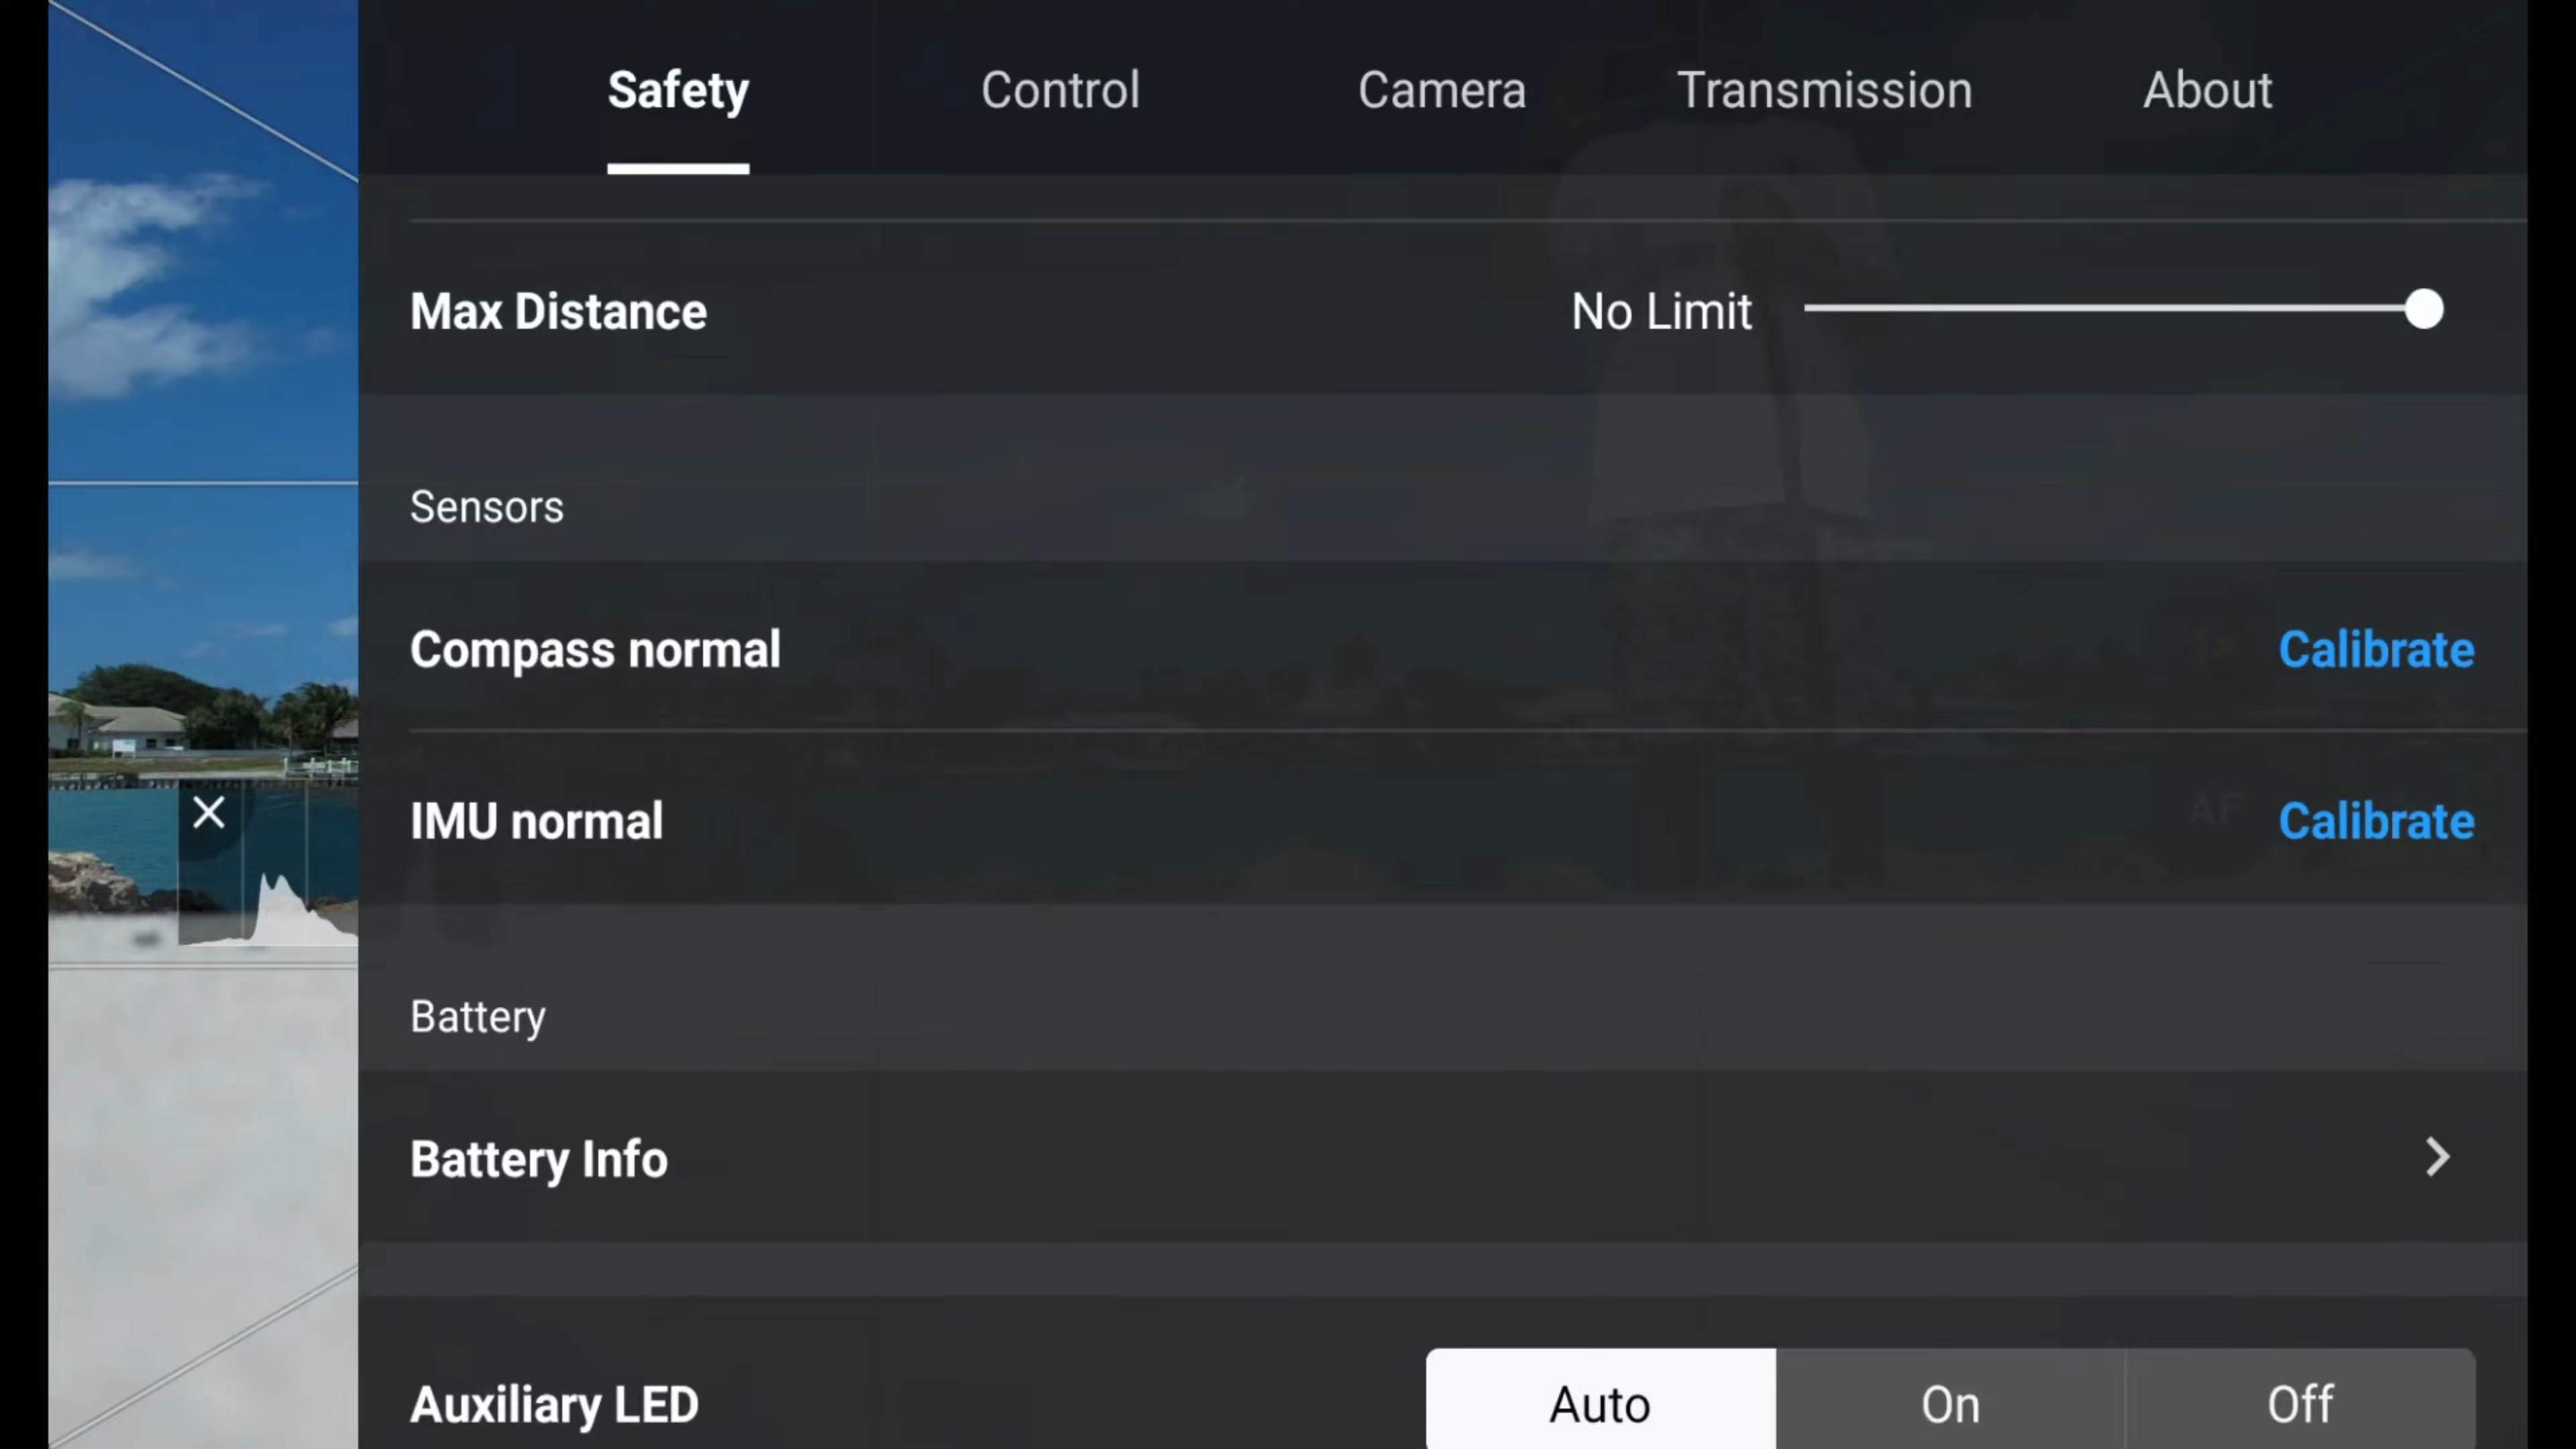 Safety Control Camera Transmission About
Max Distance No Limit
Sensors
Compass normal Calibrate
IMU normal AF Calibrate
Battery
Battery Info
Auxiliary LED Auto On Off